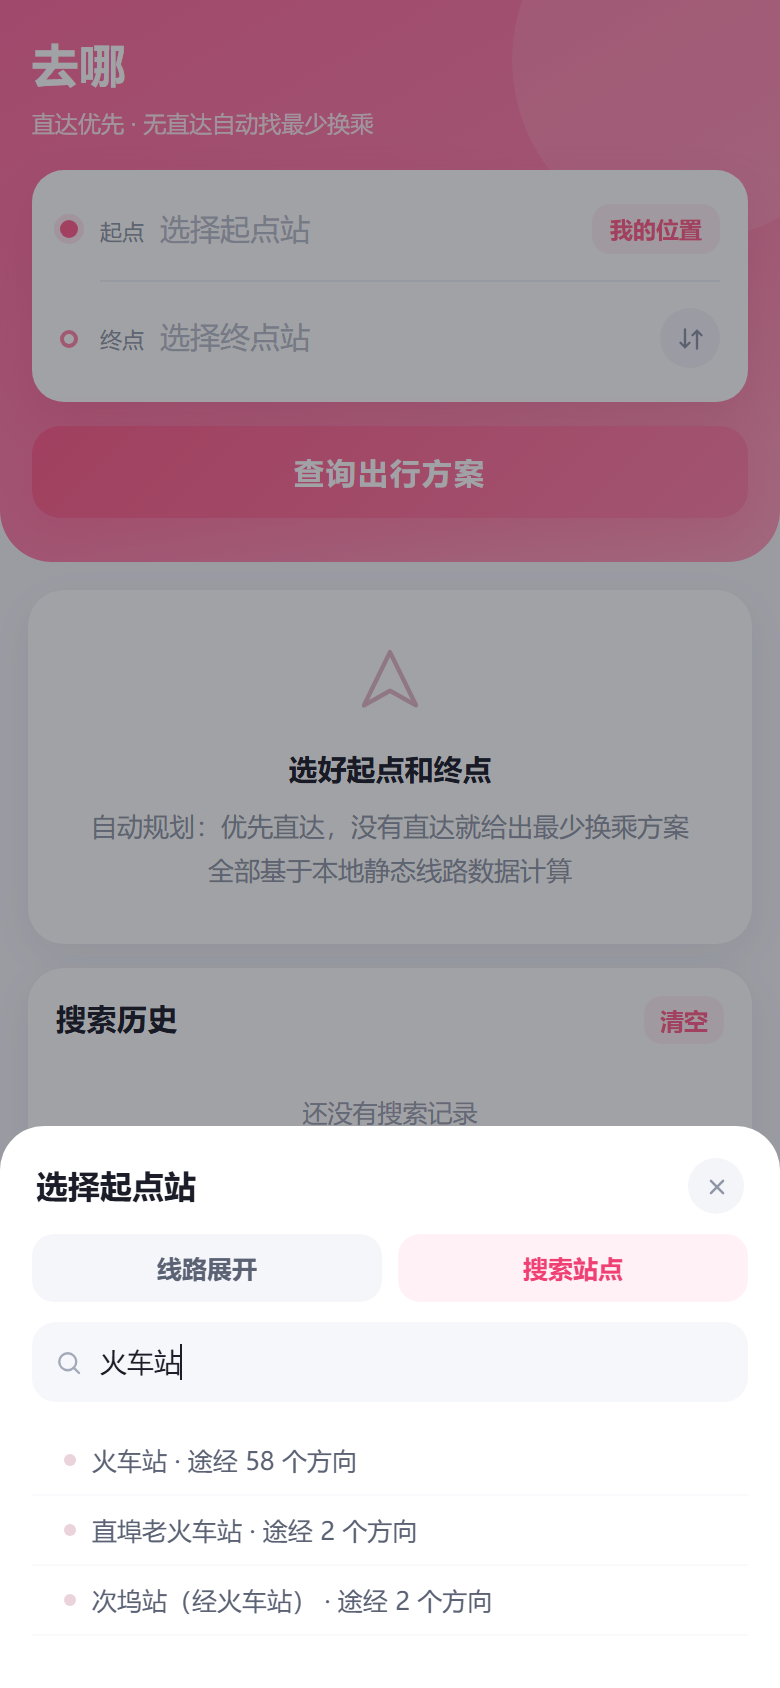 去哪
直达优先 · 无直达自动找最少换乘
起点 选择起点站 我的位置
终点 选择终点站
查询出行方案
选好起点和终点
自动规划：优先直达，没有直达就给出最少换乘方案
全部基于本地静态线路数据计算
搜索历史 清空
还没有搜索记录
选择起点站
线路展开 搜索站点
火车站
火车站 · 途经 58 个方向
直埠老火车站 · 途经 2 个方向
次坞站（经火车站） · 途经 2 个方向